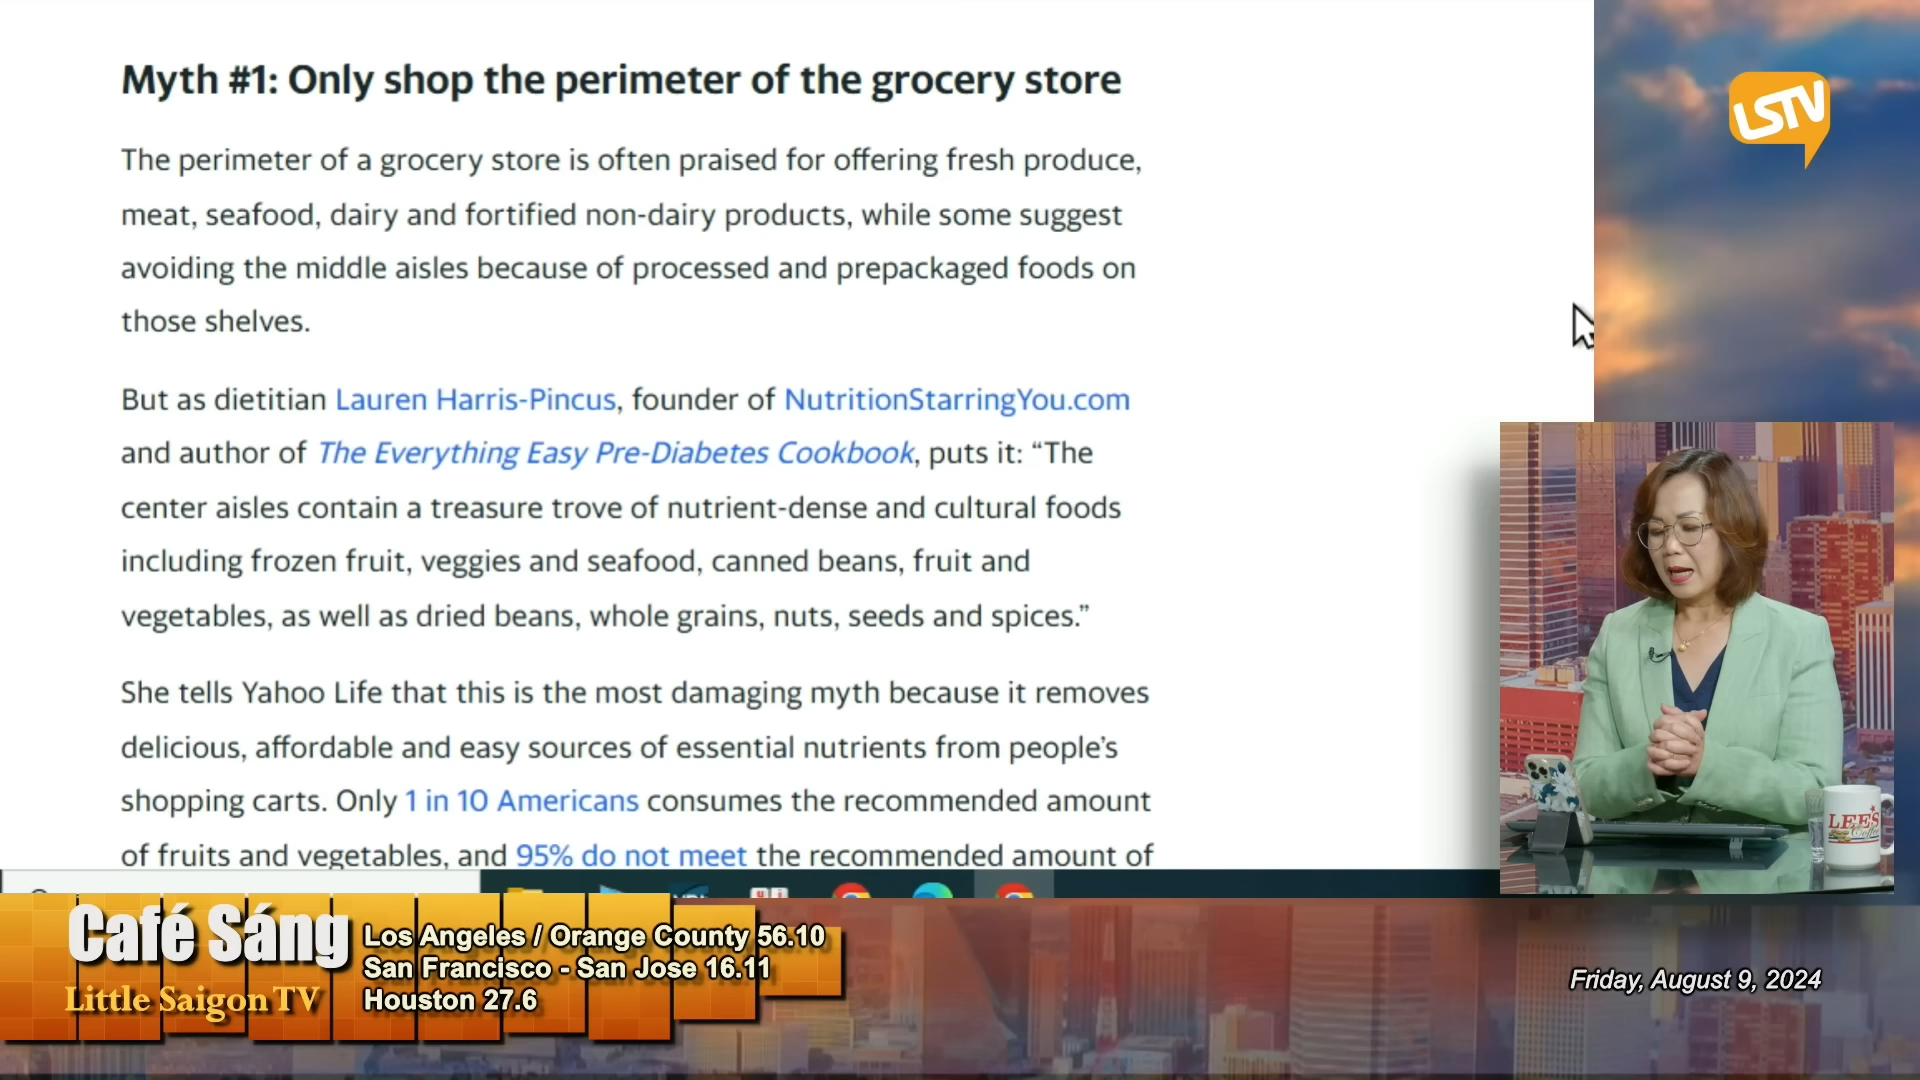 Myth #1: Only shop the perimeter of the grocery store
The perimeter of a grocery store is often praised for offering fresh produce,
meat, seafood, dairy and fortified non-dairy products, while some suggest
avoiding the middle aisles because of processed and prepackaged foods on
those shelves.
But as dietitian Lauren Harris-Pincus, founder of NutritionStarringYou.com
and author of The Everything Easy Pre-Diabetes Cookbook, puts it: “The
center aisles contain a treasure trove of nutrient-dense and cultural foods
including frozen fruit, veggies and seafood, canned beans, fruit and
vegetables, as well as dried beans, whole grains, nuts, seeds and spices.”
She tells Yahoo Life that this is the most damaging myth because it removes
delicious, affordable and easy sources of essential nutrients from people’s
shopping carts. Only 1 in 10 Americans consumes the recommended amount
of fruits and vegetables, and 95% do not meet the recommended amount of
LSTV
LEE'S
Coffee
Café Sáng
Little Saigon TV
Los Angeles / Orange County 56.10
San Francisco - San Jose 16.11
Houston 27.6
Friday, August 9, 2024